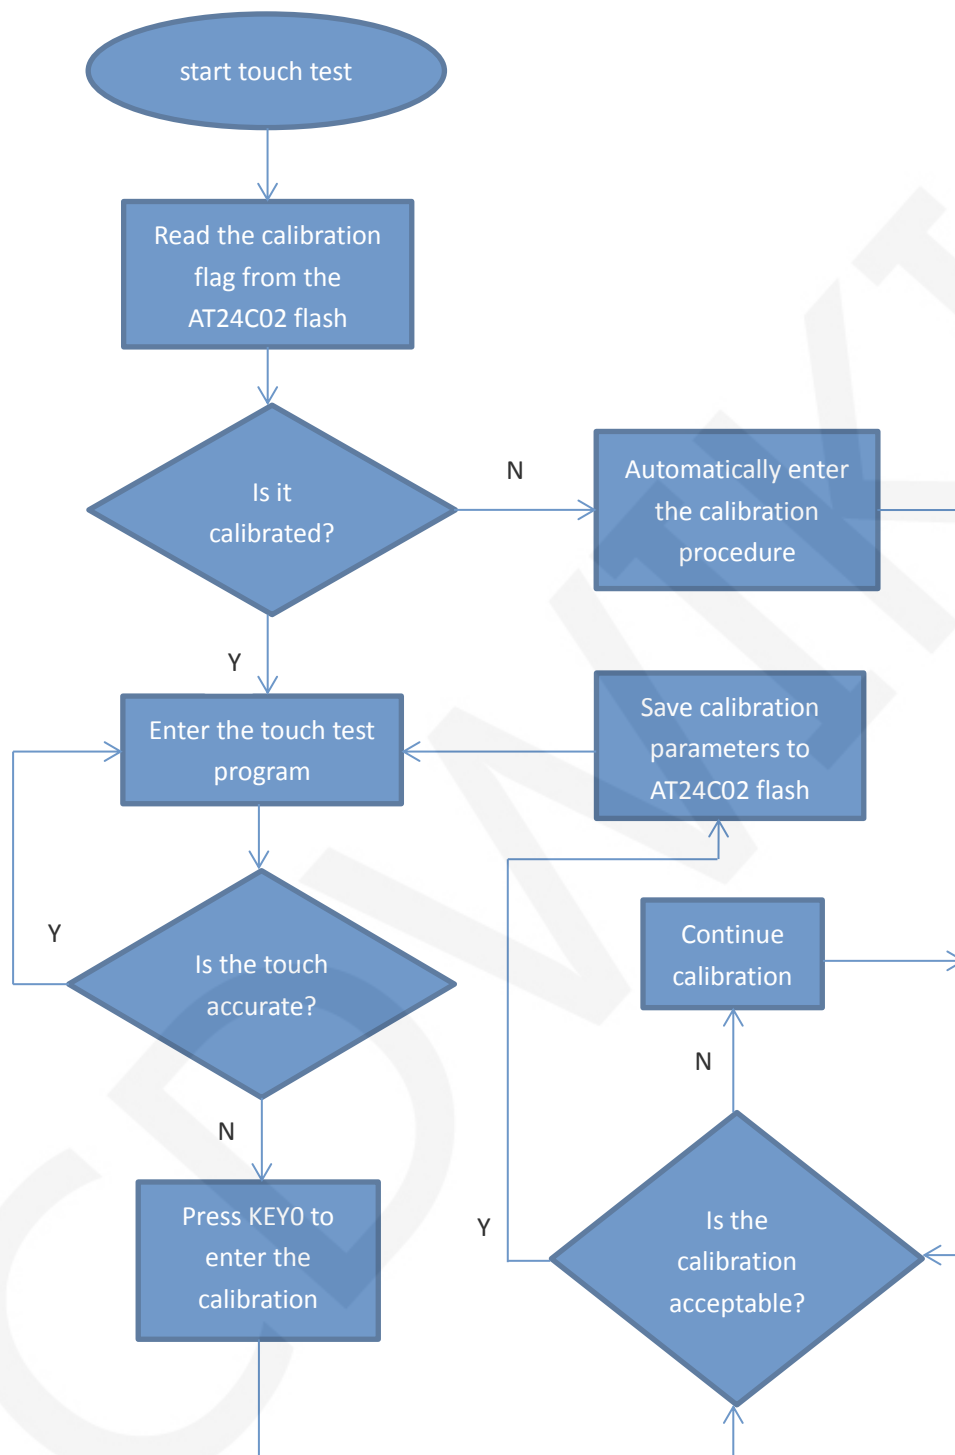 start touch test
Read the calibration
flag from the
AT24C02 flash
Is it
calibrated?
N
Automatically enter
the calibration
procedure
Y
Enter the touch test
program
Save calibration
parameters to
AT24C02 flash
Y
Is the touch
accurate?
Continue
calibration
N
N
Press KEY0 to
enter the
calibration
Y
Is the
calibration
acceptable?